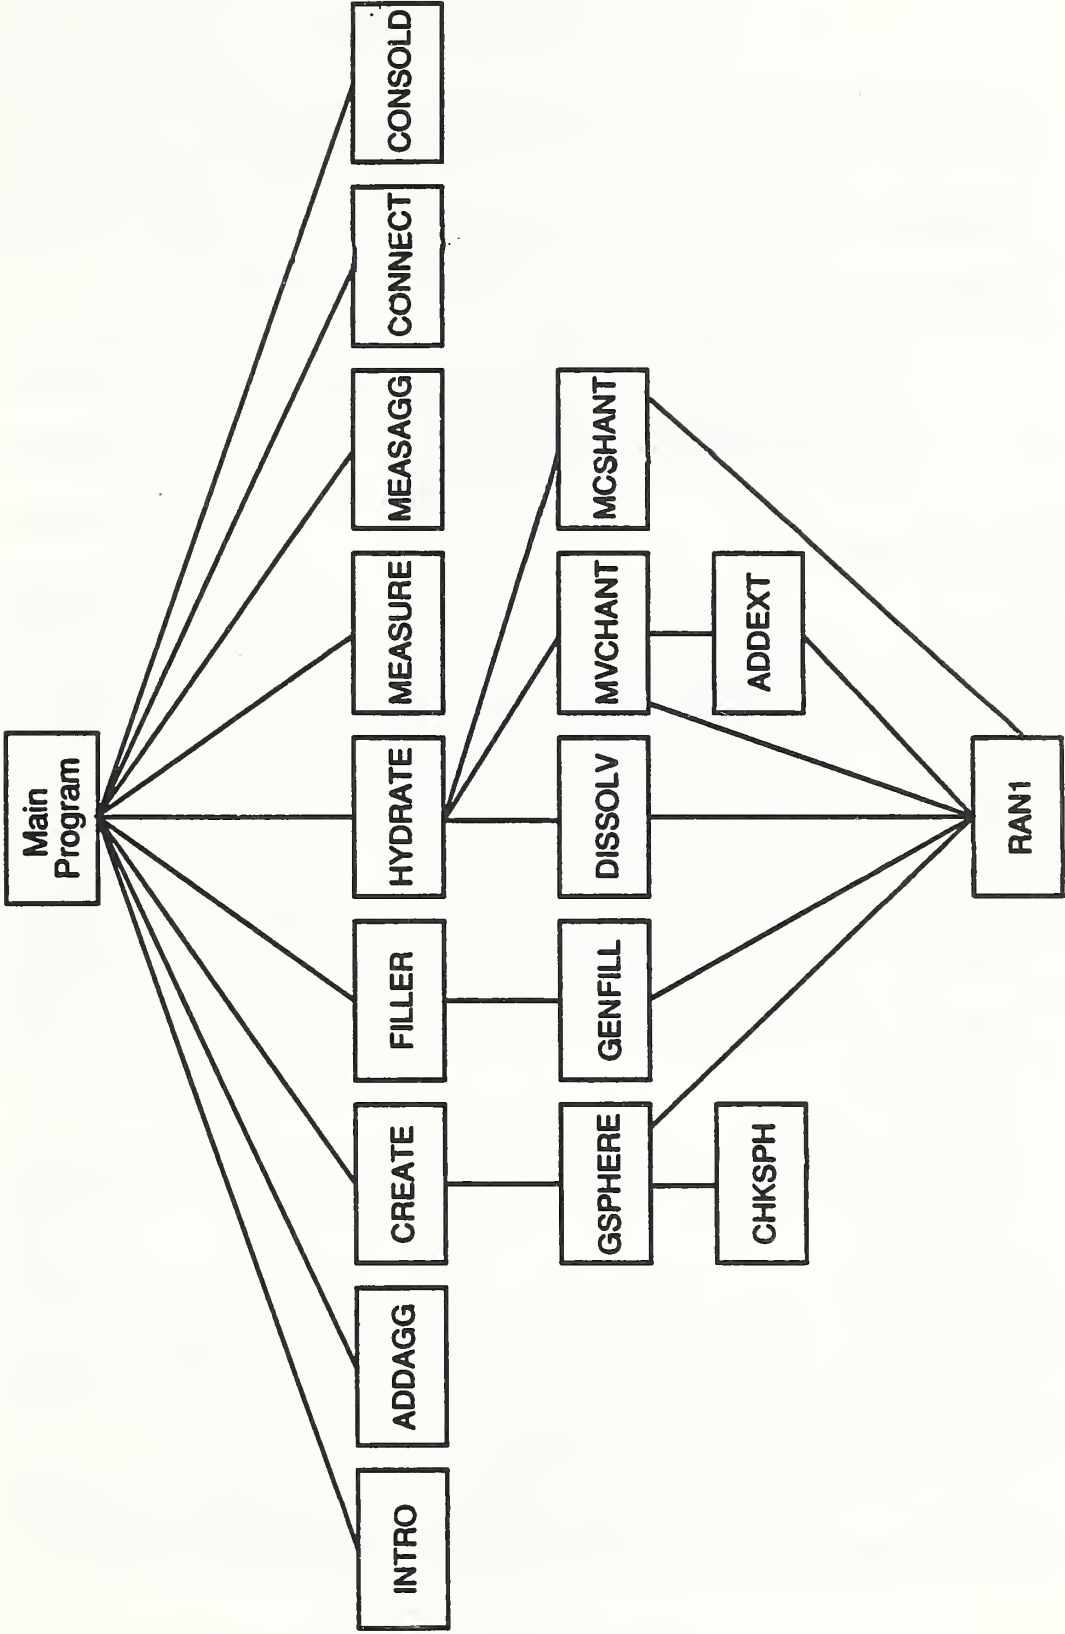 Main
Program
INTRO
ADDAGG
CREATE
FILLER
HYDRATE
MEASURE
MEASAGG
CONNECT
CONSOLD
GSPHERE
GENFILL
DISSOLV
MVCHANT
MCSHANT
CHKSPH
ADDEXT
RAN1